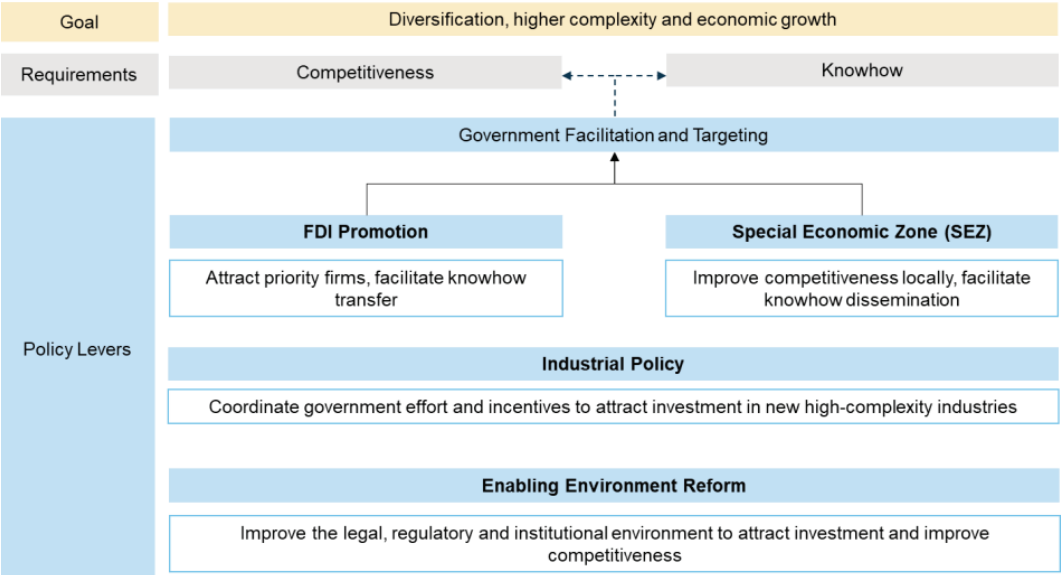 Goal
Diversification, higher complexity and economic growth
Requirements
Competitiveness
Knowhow
Policy Levers
Government Facilitation and Targeting
FDI Promotion
Attract priority firms, facilitate knowhow
transfer
Special Economic Zone (SEZ)
Improve competitiveness locally, facilitate
knowhow dissemination
Industrial Policy
Coordinate government effort and incentives to attract investment in new high-complexity industries
Enabling Environment Reform
Improve the legal, regulatory and institutional environment to attract investment and improve
competitiveness